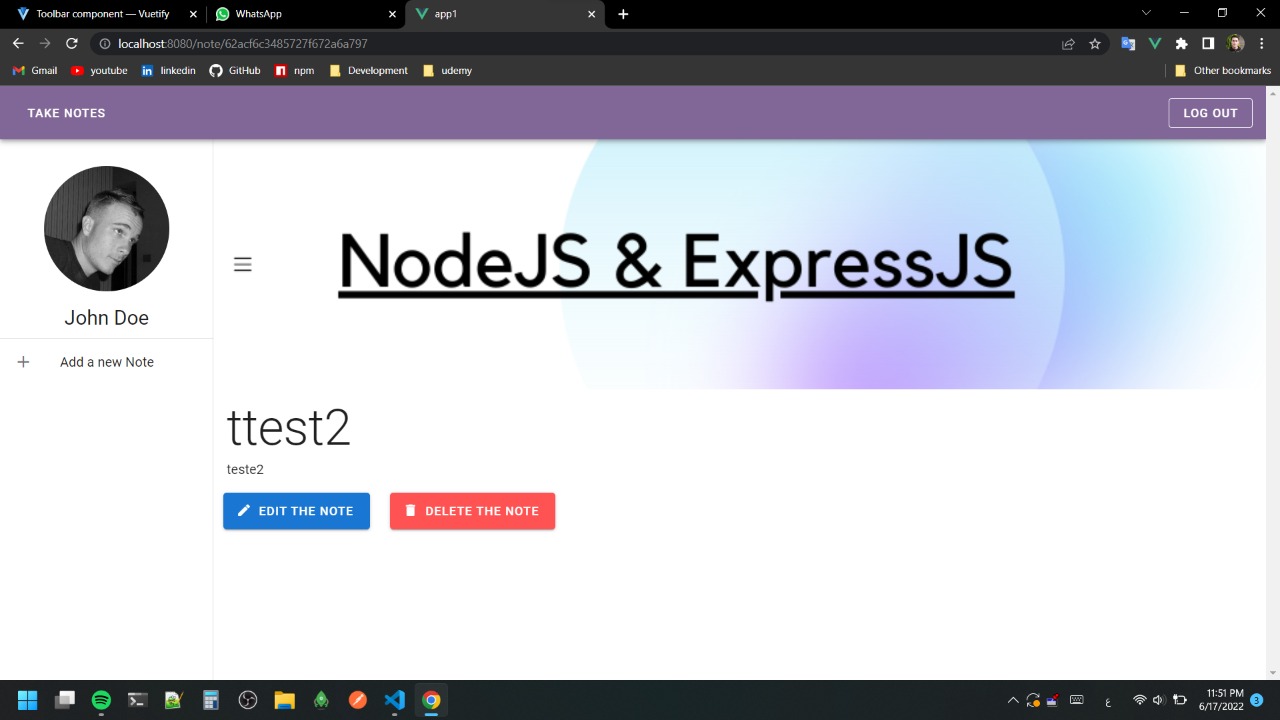 Toolbar component — Vuetify
WhatsApp
app1
localhost:8080/note/62acf6c3485727f672a6a797
Gmail
youtube
linkedin
GitHub
npm
Development
udemy
Other bookmarks
TAKE NOTES
LOG OUT
John Doe
Add a new Note
NodeJS & ExpressJS
ttest2
teste2
EDIT THE NOTE
DELETE THE NOTE
ع
11:51 PM
6/17/2022
3